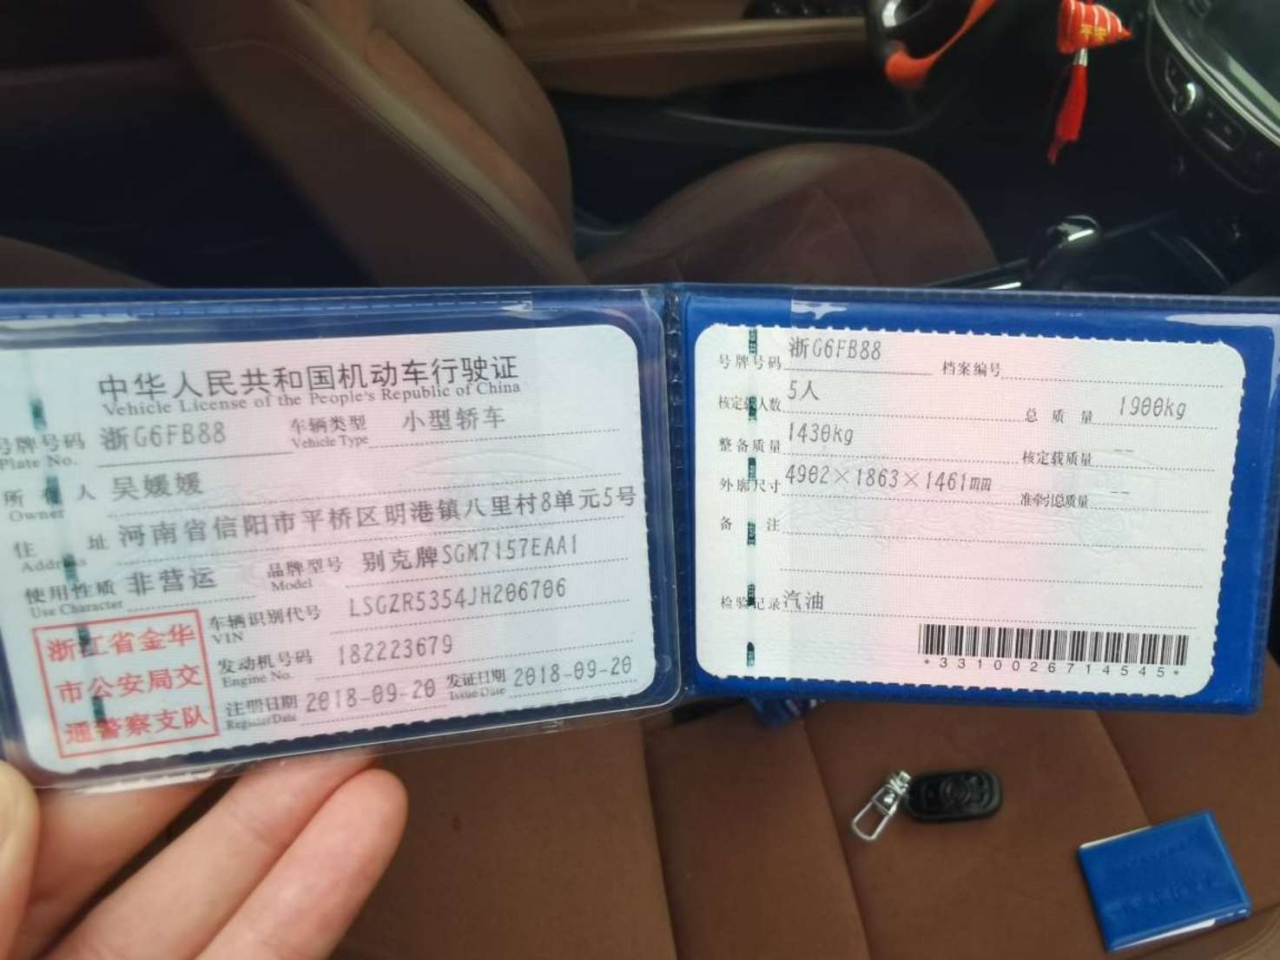 中华人民共和国机动车行驶证
Vehicle License of the People's Republic of China
号牌号码 浙G6FB88 车辆类型 小型轿车
Plate No. Vehicle Type
所有人 吴媛媛
Owner
住址 河南省信阳市平桥区明港镇八里村8单元5号
Address
使用性质 非营运 品牌型号 别克牌SGM7157EAA1
Use Character Model
车辆识别代号 LSGZR5354JH206706
VIN
发动机号码 182223679
Engine No.
注册日期 2018-09-20 发证日期 2018-09-20
Register Date Issue Date
浙江省金华
市公安局交
通警察支队
号牌号码 浙G6FB88 档案编号
核定载人数 5人 总质量 1900kg
整备质量 1430kg 核定载质量 --
外廓尺寸 4902×1863×1461mm 准牵引总质量 --
备注
检验记录 汽油
*3310026714545*
平安